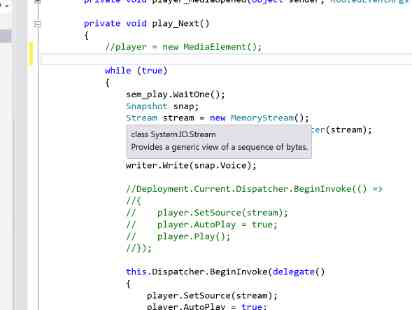 private void player_MediaOpened(object sender, RoutedEventArgs
private void play_Next()
{
//player = new MediaElement();
while (true)
{
sem_play.WaitOne();
Snapshot snap;
Stream stream = new MemoryStream();
class System.IO.Stream
Provides a generic view of a sequence of bytes.
(stream);
writer.Write(snap.Voice);
//Deployment.Current.Dispatcher.BeginInvoke(() =>
//{
//    player.SetSource(stream);
//    player.AutoPlay = true;
//    player.Play();
//});
this.Dispatcher.BeginInvoke(delegate()
{
player.SetSource(stream);
player.AutoPlay = true;